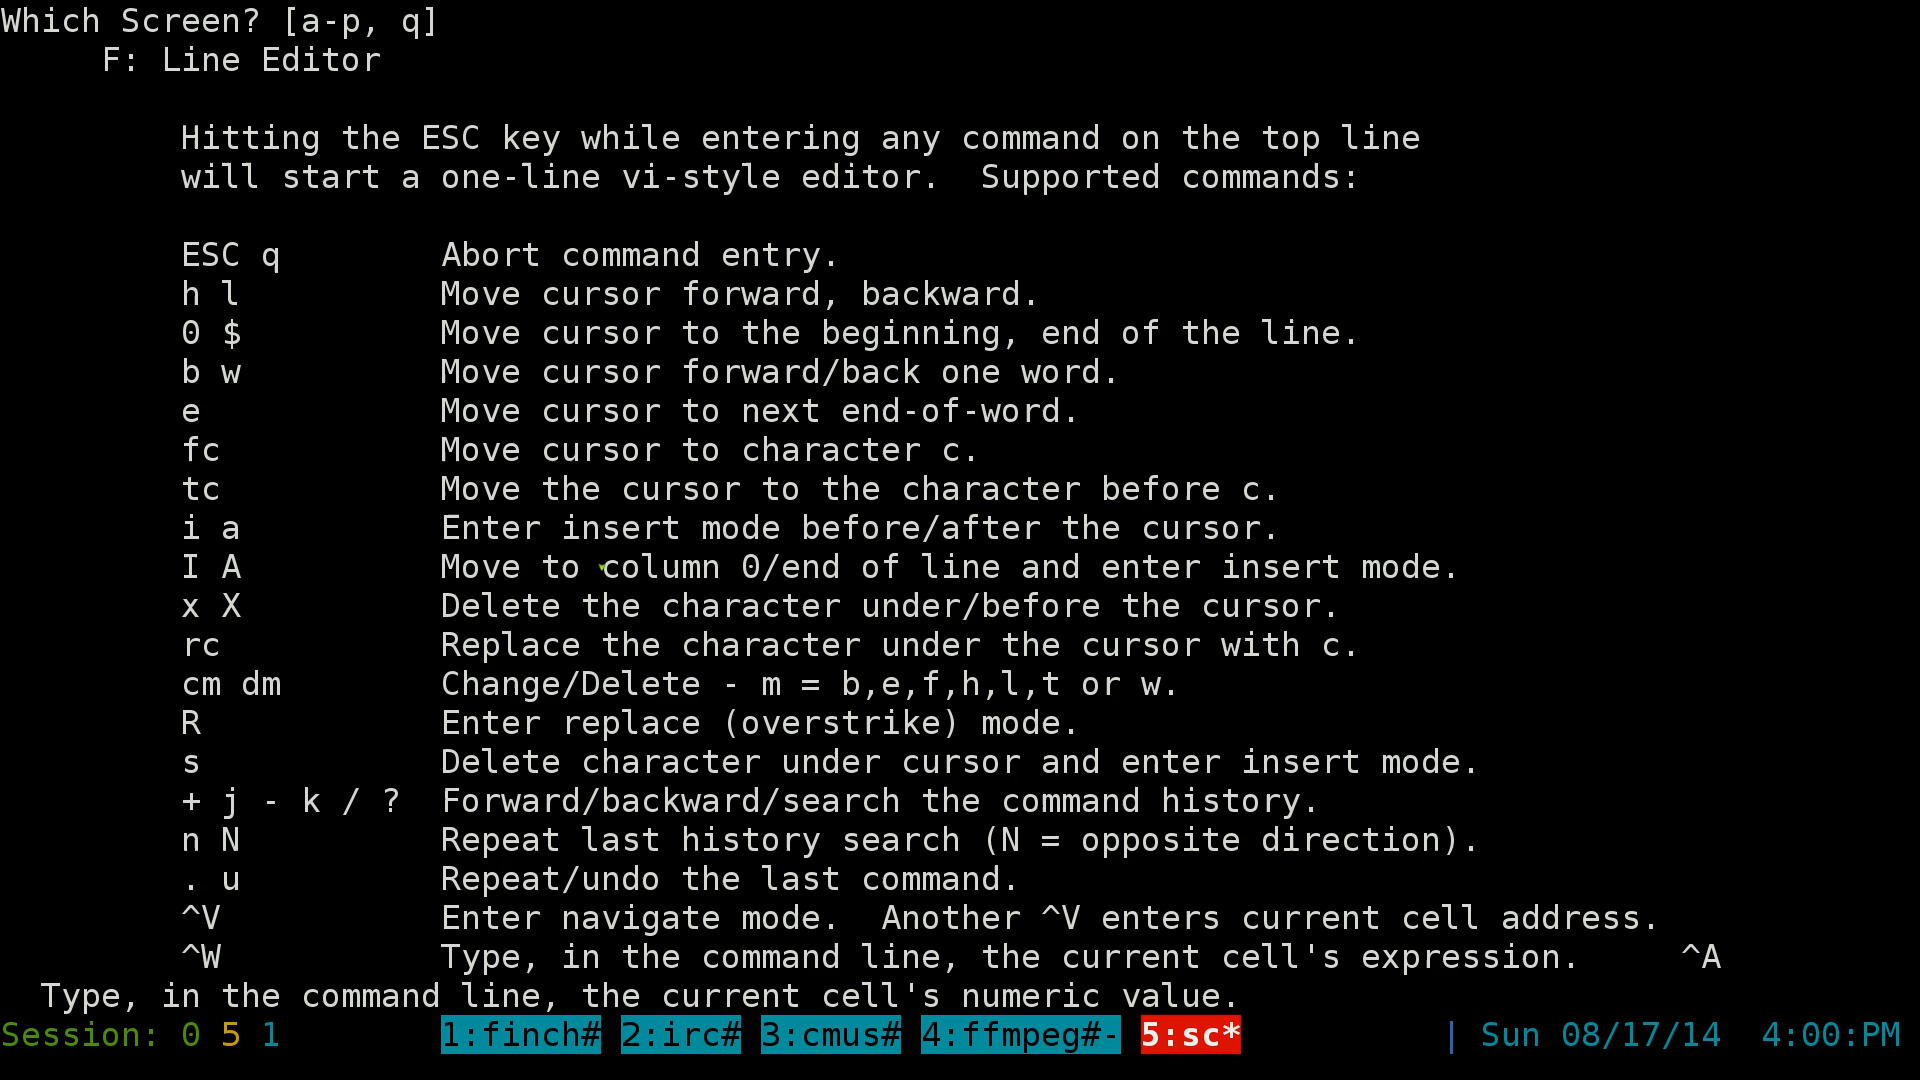 Which Screen? [a-p, q]
     F: Line Editor

         Hitting the ESC key while entering any command on the top line
         will start a one-line vi-style editor.  Supported commands:

         ESC q        Abort command entry.
         h l          Move cursor forward, backward.
         0 $          Move cursor to the beginning, end of the line.
         b w          Move cursor forward/back one word.
         e            Move cursor to next end-of-word.
         fc           Move cursor to character c.
         tc           Move the cursor to the character before c.
         i a          Enter insert mode before/after the cursor.
         I A          Move to column 0/end of line and enter insert mode.
         x X          Delete the character under/before the cursor.
         rc           Replace the character under the cursor with c.
         cm dm        Change/Delete - m = b,e,f,h,l,t or w.
         R            Enter replace (overstrike) mode.
         s            Delete character under cursor and enter insert mode.
         + j - k / ?  Forward/backward/search the command history.
         n N          Repeat last history search (N = opposite direction).
         . u          Repeat/undo the last command.
         ^V           Enter navigate mode.  Another ^V enters current cell address.
         ^W           Type, in the command line, the current cell's expression.     ^A
  Type, in the command line, the current cell's numeric value.
Session: 0 5 1        1:finch# 2:irc# 3:cmus# 4:ffmpeg#- 5:sc*          | Sun 08/17/14  4:00:PM